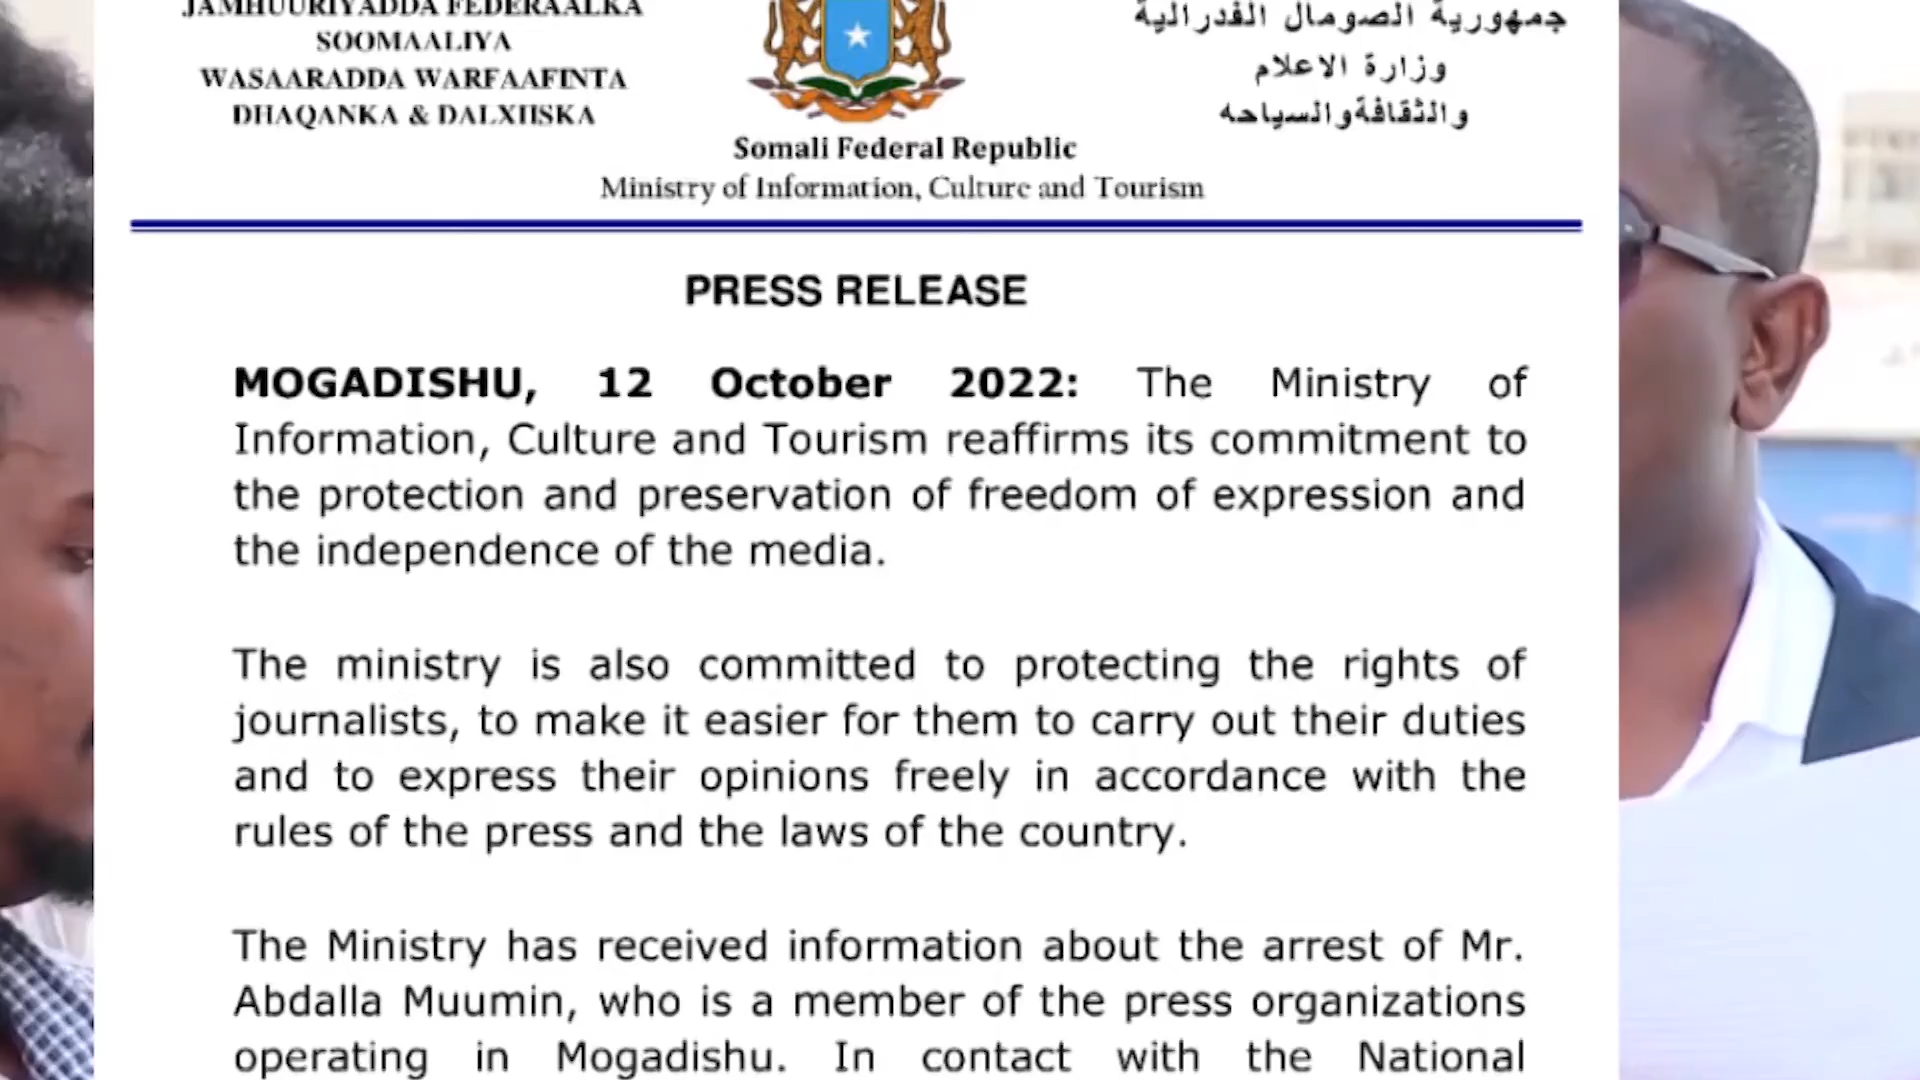 JAMHUURIYADDA FEDERAALKA
SOOMAALIYA
WASAARADDA WARFAAFINTA
DHAQANKA & DALXIISKA
جمهورية الصومال الفدرالية
وزارة الاعلام
والثقافةوالسياحه
Somali Federal Republic
Ministry of Information, Culture and Tourism
PRESS RELEASE
MOGADISHU, 12 October 2022: The Ministry of
Information, Culture and Tourism reaffirms its commitment to
the protection and preservation of freedom of expression and
the independence of the media.
The ministry is also committed to protecting the rights of
journalists, to make it easier for them to carry out their duties
and to express their opinions freely in accordance with the
rules of the press and the laws of the country.
The Ministry has received information about the arrest of Mr.
Abdalla Muumin, who is a member of the press organizations
operating in Mogadishu. In contact with the National